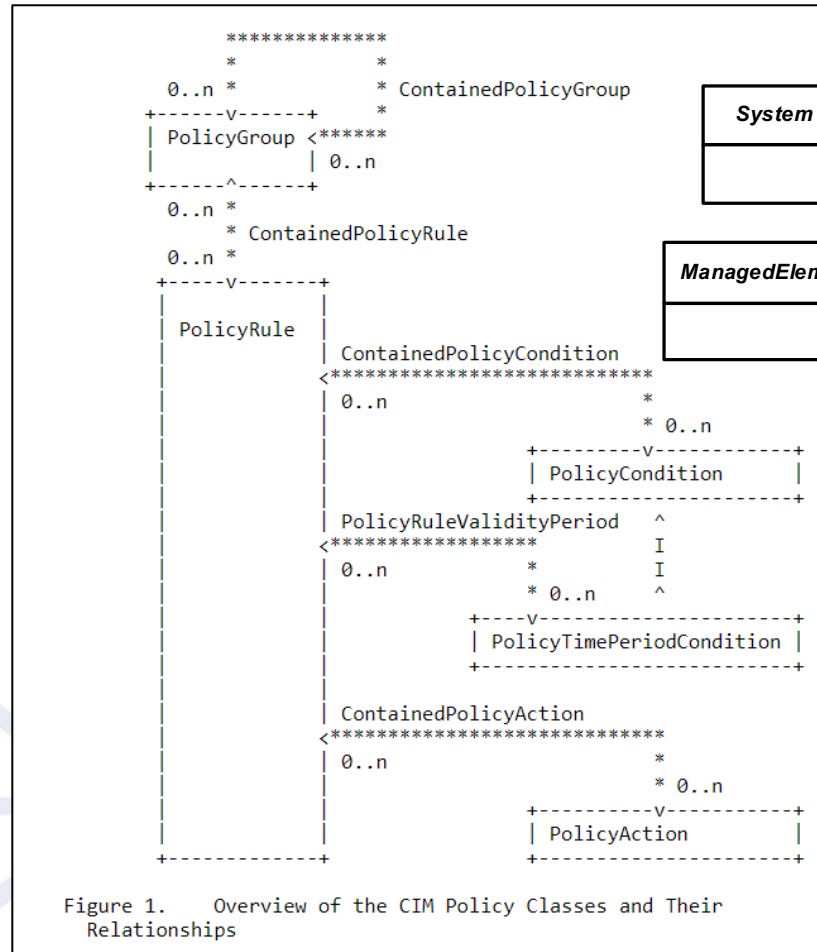 0..n
ContainedPolicyGroup
System
PolicyGroup
0..n
0..n
ContainedPolicyRule
0..n
ManagedElem
PolicyRule
ContainedPolicyCondition
0..n
0..n
PolicyCondition
PolicyRuleValidityPeriod
I
0..n
I
0..n
PolicyTimePeriodCondition
ContainedPolicyAction
0..n
0..n
PolicyAction
Figure 1. Overview of the CIM Policy Classes and Their
Relationships